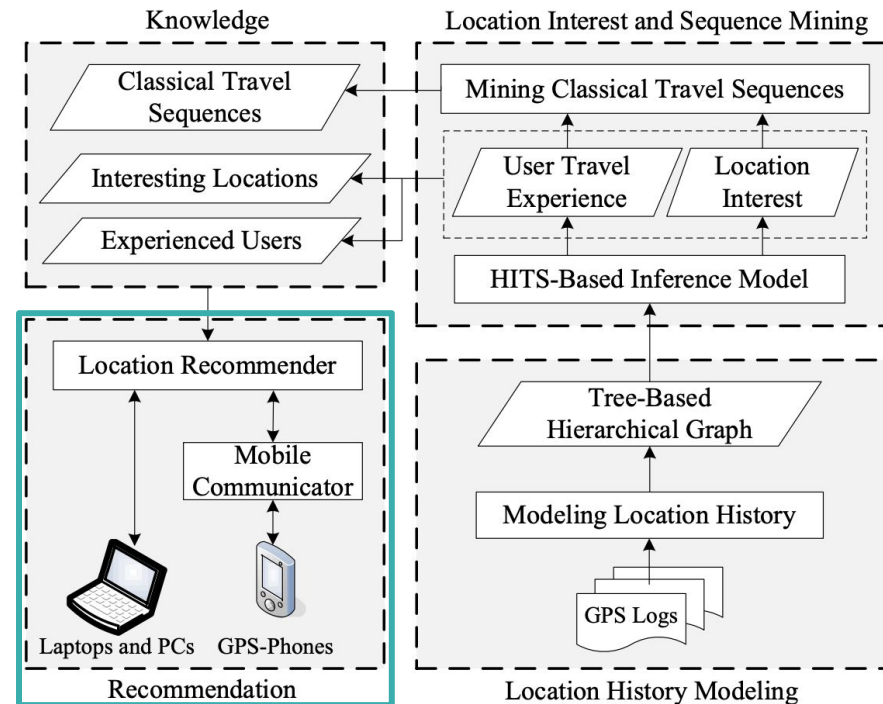 Knowledge
Classical Travel
Sequences
Interesting Locations
Experienced Users
Location Interest and Sequence Mining
Mining Classical Travel Sequences
User Travel
Experience
Location
Interest
HITS-Based Inference Model
Location Recommender
Mobile
Communicator
Laptops and PCs
GPS-Phones
Recommendation
Tree-Based
Hierarchical Graph
Modeling Location History
GPS Logs
Location History Modeling